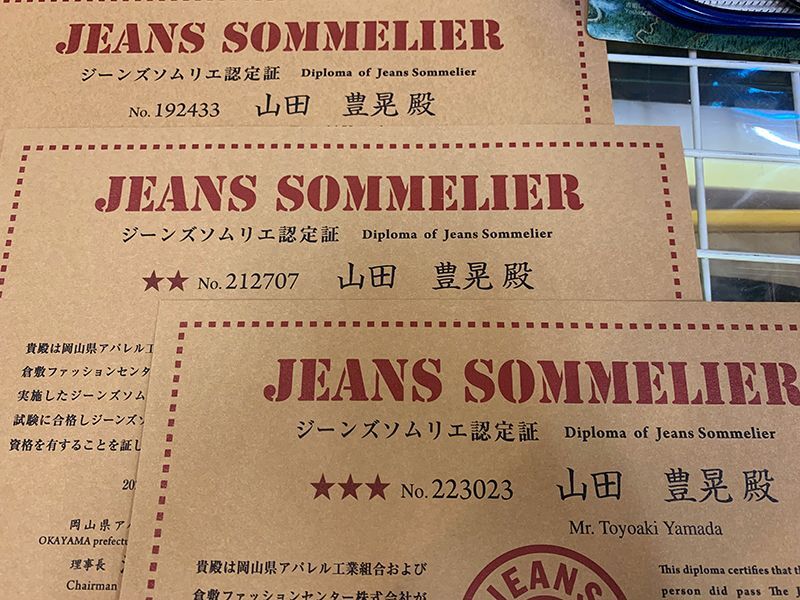 JEANS SOMMELIER
ジーンズソムリエ認定証 Diploma of Jeans Sommelier
No. 192433 山田 豊晃 殿
JEANS SOMMELIER
ジーンズソムリエ認定証 Diploma of Jeans Sommelier
★★ No. 212707 山田 豊晃 殿
貴殿は岡山県アパレル工
倉敷ファッションセンタ
実施したジーンズソム
試験に合格しジーンズソ
資格を有することを証し
20
岡山県アパ
OKAYAMA prefectu
理事長
Chairman
JEANS SOMMELIER
ジーンズソムリエ認定証 Diploma of Jeans Sommelier
★★★ No. 223023 山田 豊晃 殿
Mr. Toyoaki Yamada
貴殿は岡山県アパレル工業組合および
倉敷ファッションセンター株式会社が
JEANS
This diploma certifies that th
person did pass The J